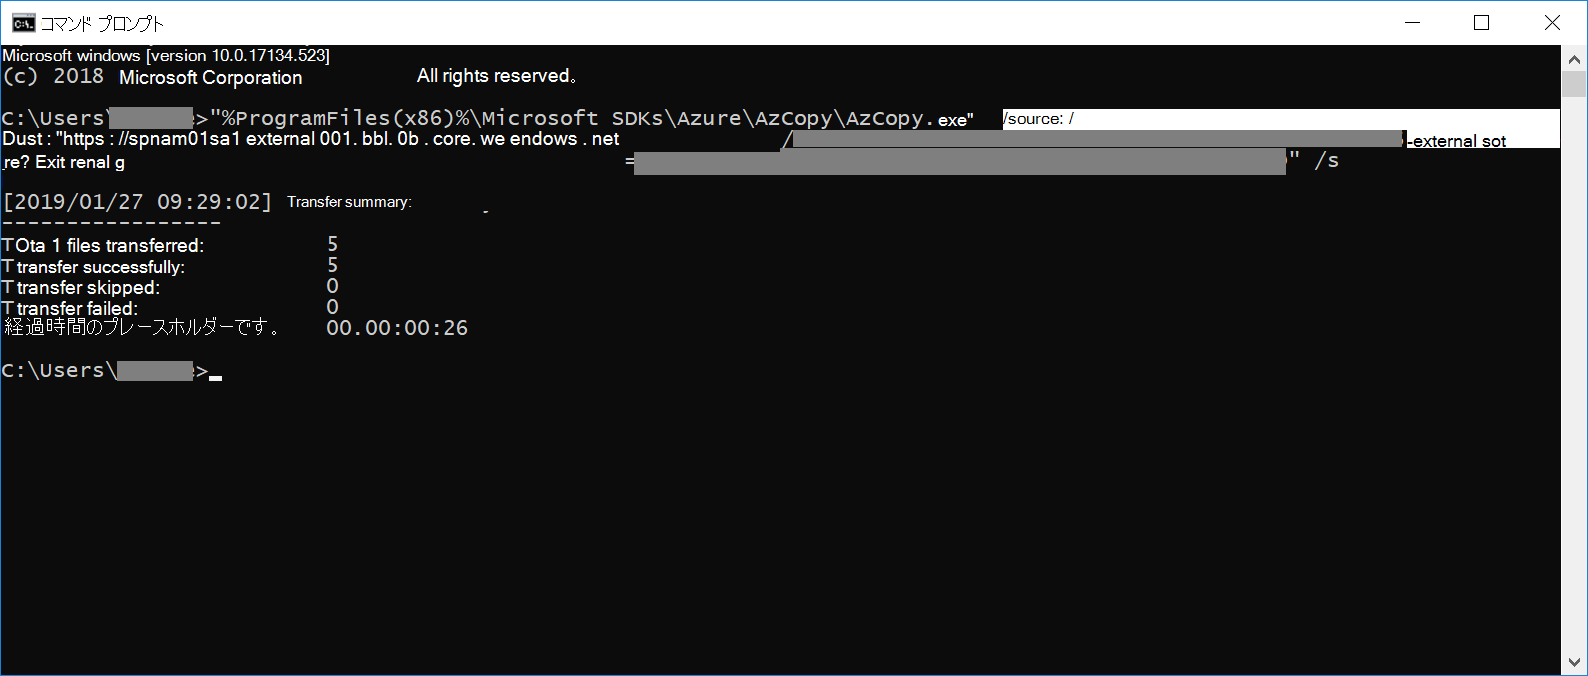 コマンド プロンプト
Microsoft windows [version 10.0.17134.523]
(c) 2018 Microsoft Corporation All rights reserved。
C:\Users\ >"%ProgramFiles(x86)%\Microsoft SDKs\Azure\AzCopy\AzCopy.exe" /source: /
Dust : "https : //spnam01sa1 external 001. bbl. 0b . core. we endows . net / -external sot
re? Exit renal g = " /s
[2019/01/27 09:29:02] Transfer summary:
-----------------
TOta 1 files transferred: 5
T transfer successfully: 5
T transfer skipped: 0
T transfer failed: 0
経過時間のプレースホルダーです。 00.00:00:26
C:\Users\ >